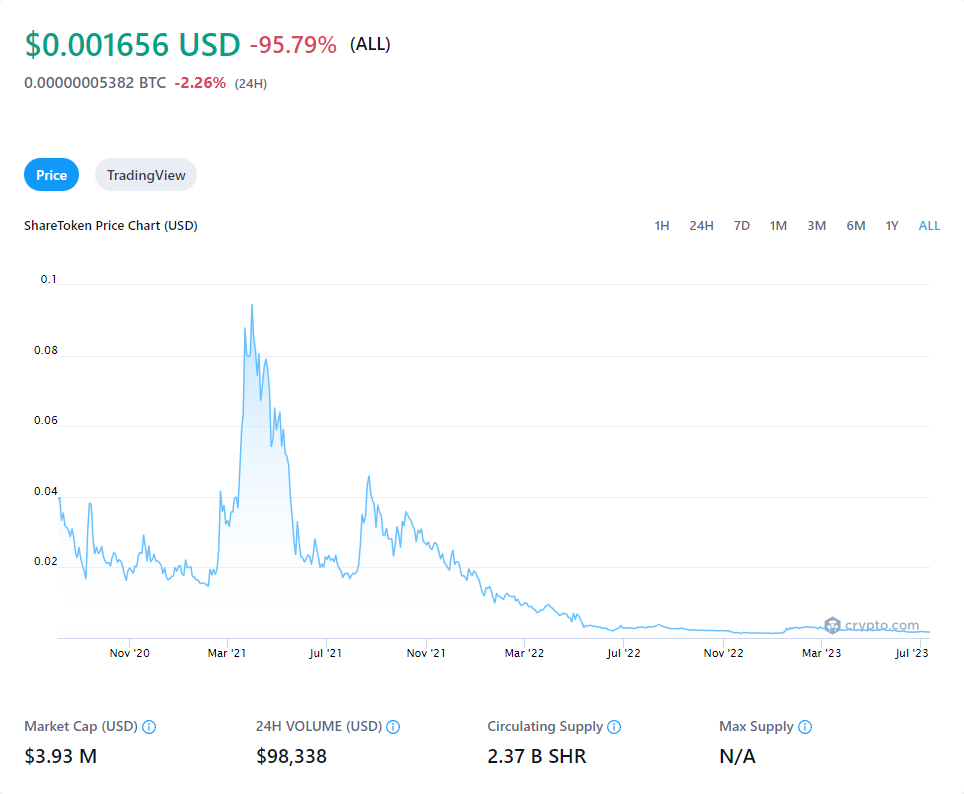 $0.001656 USD -95.79% (ALL)
0.00000005382 BTC -2.26% (24H)
Price TradingView
ShareToken Price Chart (USD) 1H 24H 7D 1M 3M 6M 1Y ALL
0.1
0.08
0.06
0.04
0.02
crypto.com
Nov '20 Mar '21 Jul '21 Nov '21 Mar '22 Jul '22 Nov '22 Mar '23 Jul '23
Market Cap (USD) 24H VOLUME (USD) Circulating Supply Max Supply
$3.93 M $98,338 2.37 B SHR N/A